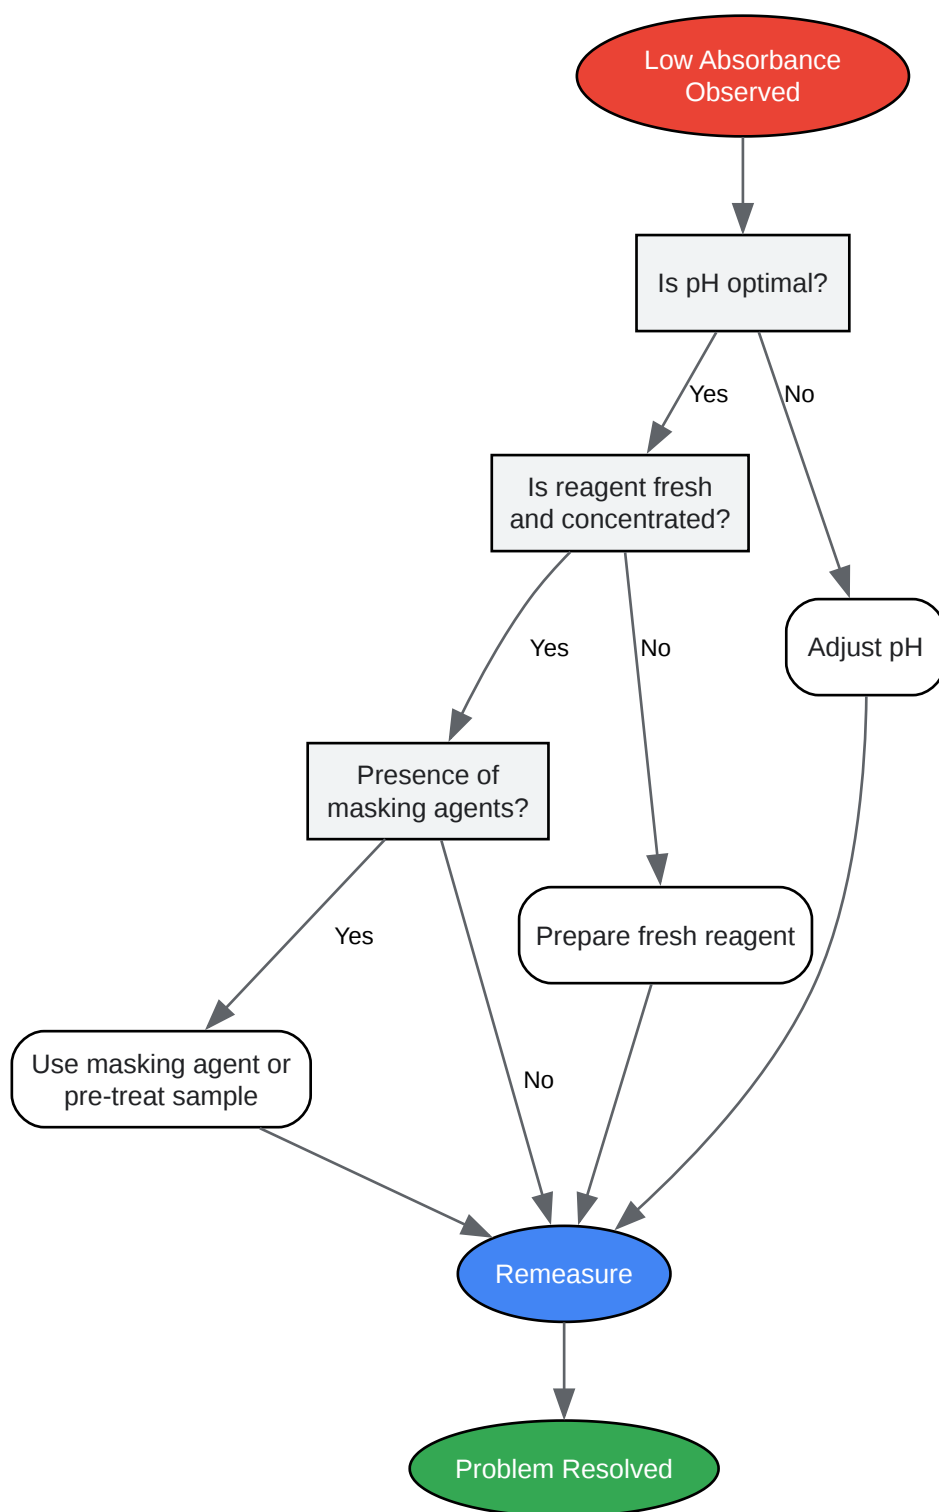 Low Absorbance
Observed
Is pH optimal?
Yes
No
Is reagent fresh
and concentrated?
Yes
No
Adjust pH
Presence of
masking agents?
Yes
Prepare fresh reagent
Use masking agent or
pre-treat sample
No
Remeasure
Problem Resolved